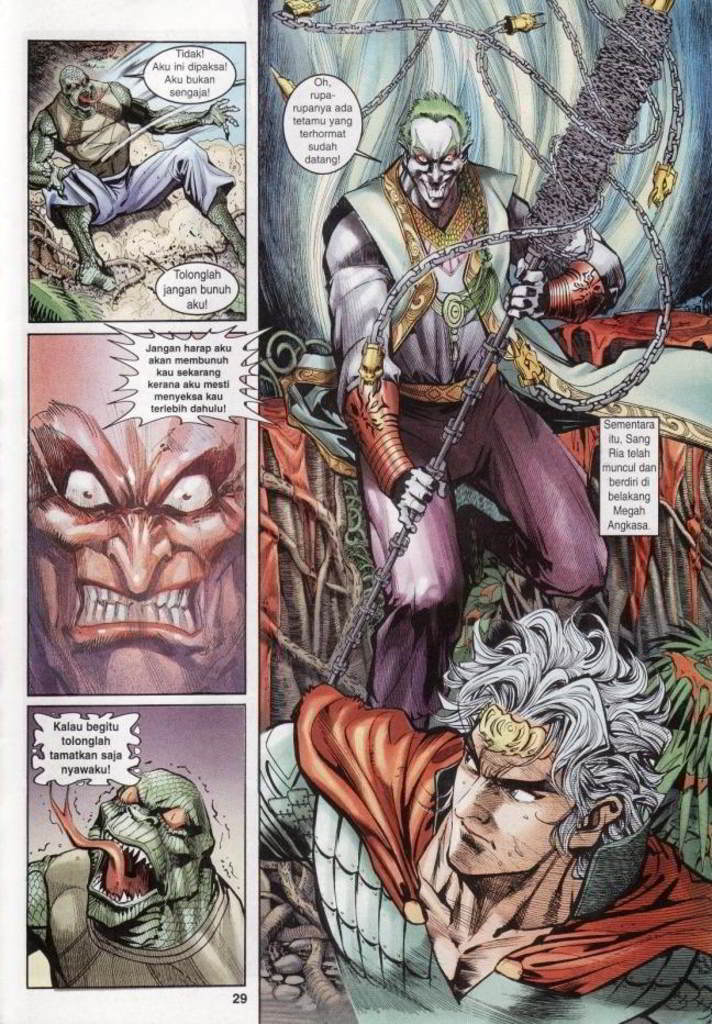 Tidak!
Aku ini dipaksa!
Aku bukan
sengaja!
Tolonglah
jangan bunuh
aku!
Jangan harap aku
akan membunuh
kau sekarang
kerana aku mesti
menyeksa kau
terlebih dahulu!
Kalau begitu
tolonglah
tamatkan saja
nyawaku!
Oh,
rupa-
rupanya ada
tetamu yang
terhormat
sudah
datang!
Sementara
itu, Sang
Ria telah
muncul dan
berdiri di
belakang
Megah
Angkasa.
29